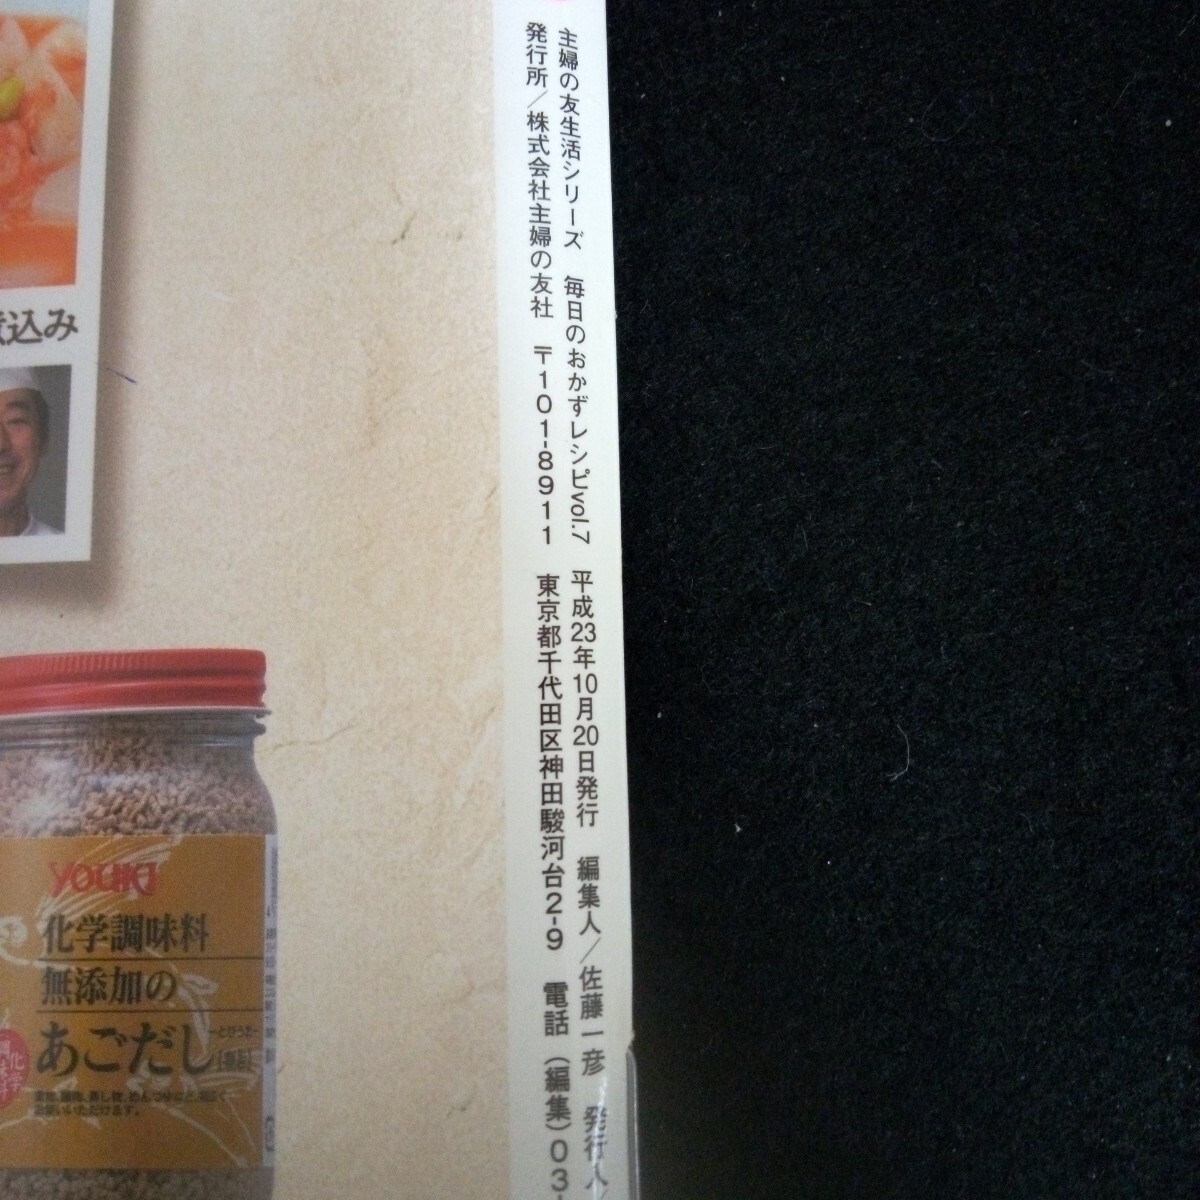 主婦の友生活シリーズ　毎日のおかずレシピvol.7　平成23年10月20日発行　編集人／佐藤一彦　発行人／
発行所／株式会社主婦の友社　〒101-8911　東京都千代田区神田駿河台2-9　電話（編集）03-
込み
YOUKI
化学調味料
無添加の
あごだし